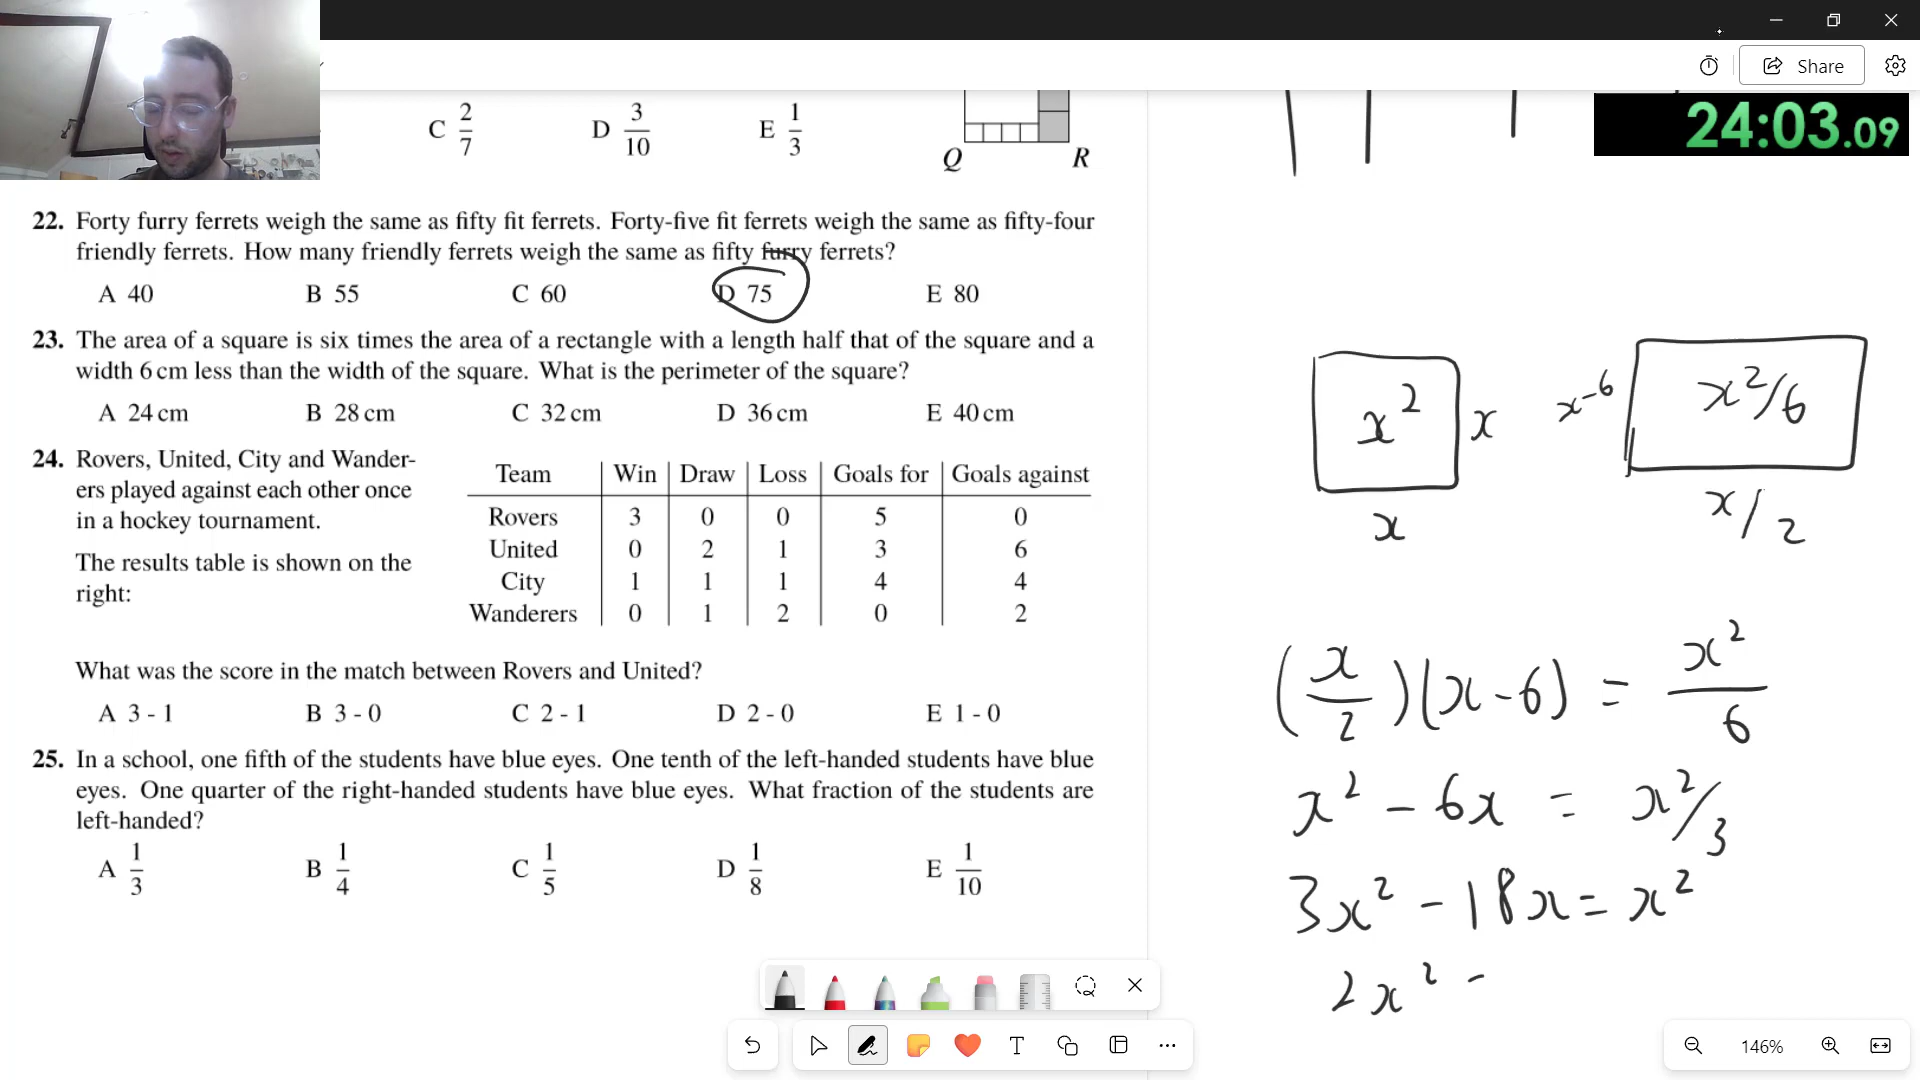 Share
24:03.09
C 2/7 D 3/10 E 1/3
Q R
22. Forty furry ferrets weigh the same as fifty fit ferrets. Forty-five fit ferrets weigh the same as fifty-four
friendly ferrets. How many friendly ferrets weigh the same as fifty furry ferrets?
A 40 B 55 C 60 D 75 E 80
23. The area of a square is six times the area of a rectangle with a length half that of the square and a
width 6 cm less than the width of the square. What is the perimeter of the square?
A 24 cm B 28 cm C 32 cm D 36 cm E 40 cm
24. Rovers, United, City and Wander-
ers played against each other once
in a hockey tournament.
The results table is shown on the
right:
Team Win Draw Loss Goals for Goals against
Rovers 3 0 0 5 0
United 0 2 1 3 6
City 1 1 1 4 4
Wanderers 0 1 2 0 2
What was the score in the match between Rovers and United?
A 3 - 1 B 3 - 0 C 2 - 1 D 2 - 0 E 1 - 0
25. In a school, one fifth of the students have blue eyes. One tenth of the left-handed students have blue
eyes. One quarter of the right-handed students have blue eyes. What fraction of the students are
left-handed?
A 1/3 B 1/4 C 1/5 D 1/8 E 1/10
x² x x-6 x²/6
x x/2
(x/2)(x-6) = x²/6
x² - 6x = x²/3
3x² - 18x = x²
2x² -
T
146%